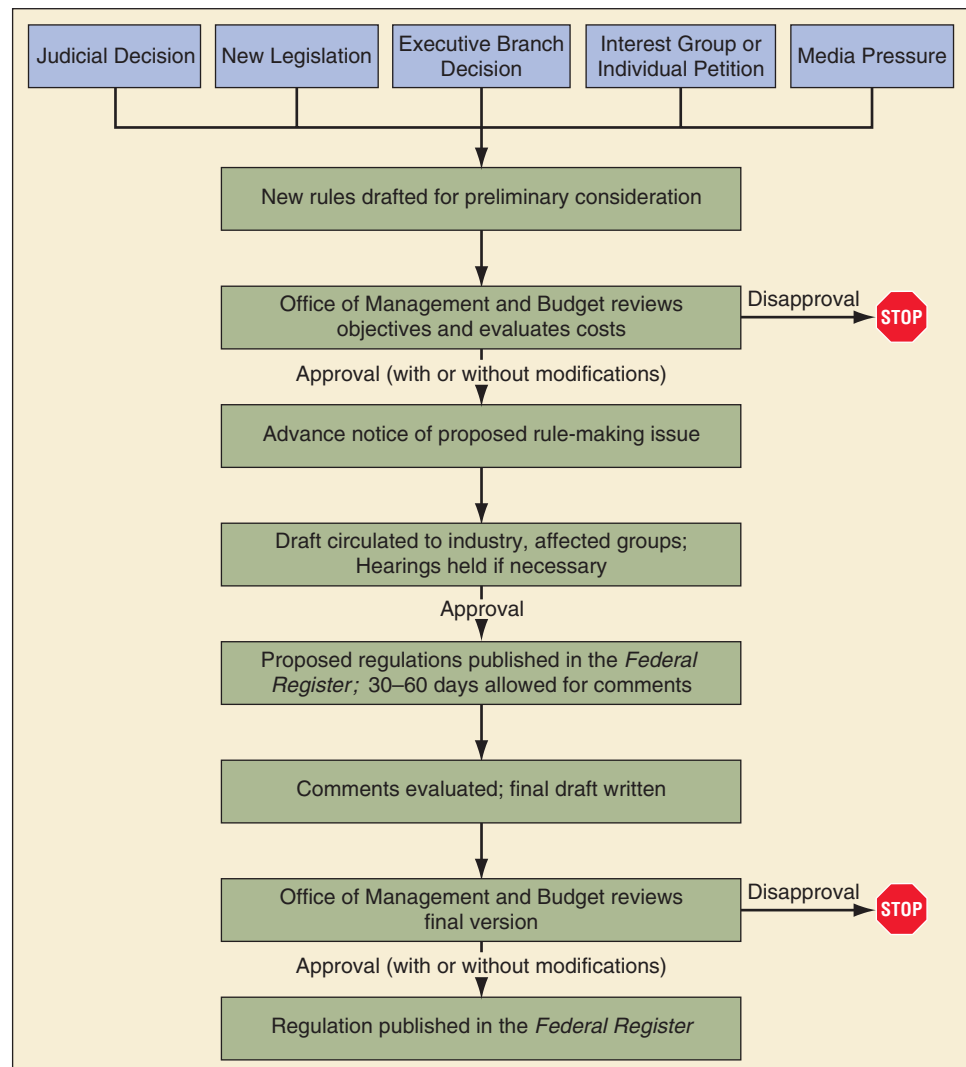 Judicial Decision
New Legislation
Executive Branch
Decision
Interest Group or
Individual Petition
Media Pressure
New rules drafted for preliminary consideration
Office of Management and Budget reviews
objectives and evaluates costs
Disapproval
STOP
Approval (with or without modifications)
Advance notice of proposed rule-making issue
Draft circulated to industry, affected groups;
Hearings held if necessary
Approval
Proposed regulations published in the Federal
Register; 30–60 days allowed for comments
Comments evaluated; final draft written
Office of Management and Budget reviews
final version
Disapproval
STOP
Approval (with or without modifications)
Regulation published in the Federal Register